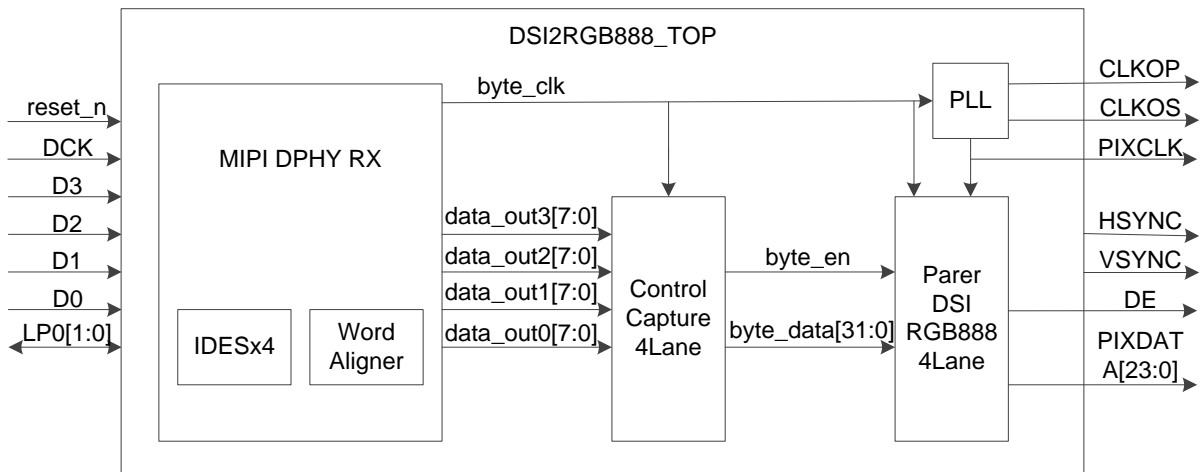 DSI2RGB888_TOP
reset_n
DCK
D3
D2
D1
D0
LP0[1:0]
MIPI DPHY RX
IDESx4
Word
Aligner
byte_clk
data_out3[7:0]
data_out2[7:0]
data_out1[7:0]
data_out0[7:0]
Control
Capture
4Lane
byte_en
byte_data[31:0]
PLL
Parer
DSI
RGB888
4Lane
CLKOP
CLKOS
PIXCLK
HSYNC
VSYNC
DE
PIXDAT
A[23:0]